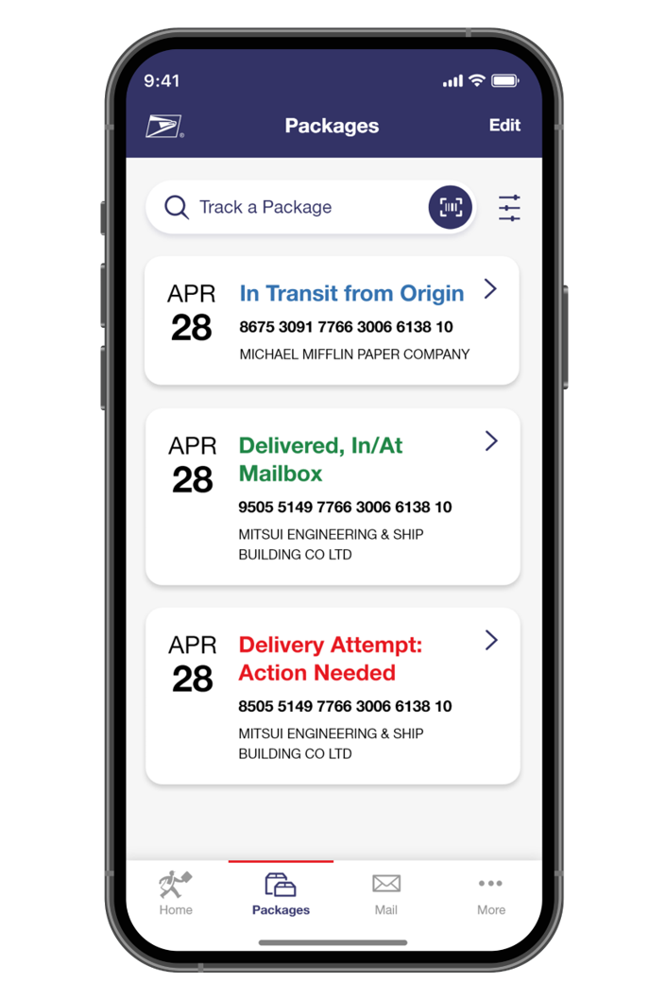 9:41
Packages
Edit
Track a Package
APR
28
In Transit from Origin
8675 3091 7766 3006 6138 10
MICHAEL MIFFLIN PAPER COMPANY
APR
28
Delivered, In/At
Mailbox
9505 5149 7766 3006 6138 10
MITSUI ENGINEERING & SHIP
BUILDING CO LTD
APR
28
Delivery Attempt:
Action Needed
8505 5149 7766 3006 6138 10
MITSUI ENGINEERING & SHIP
BUILDING CO LTD
Home
Packages
Mail
More